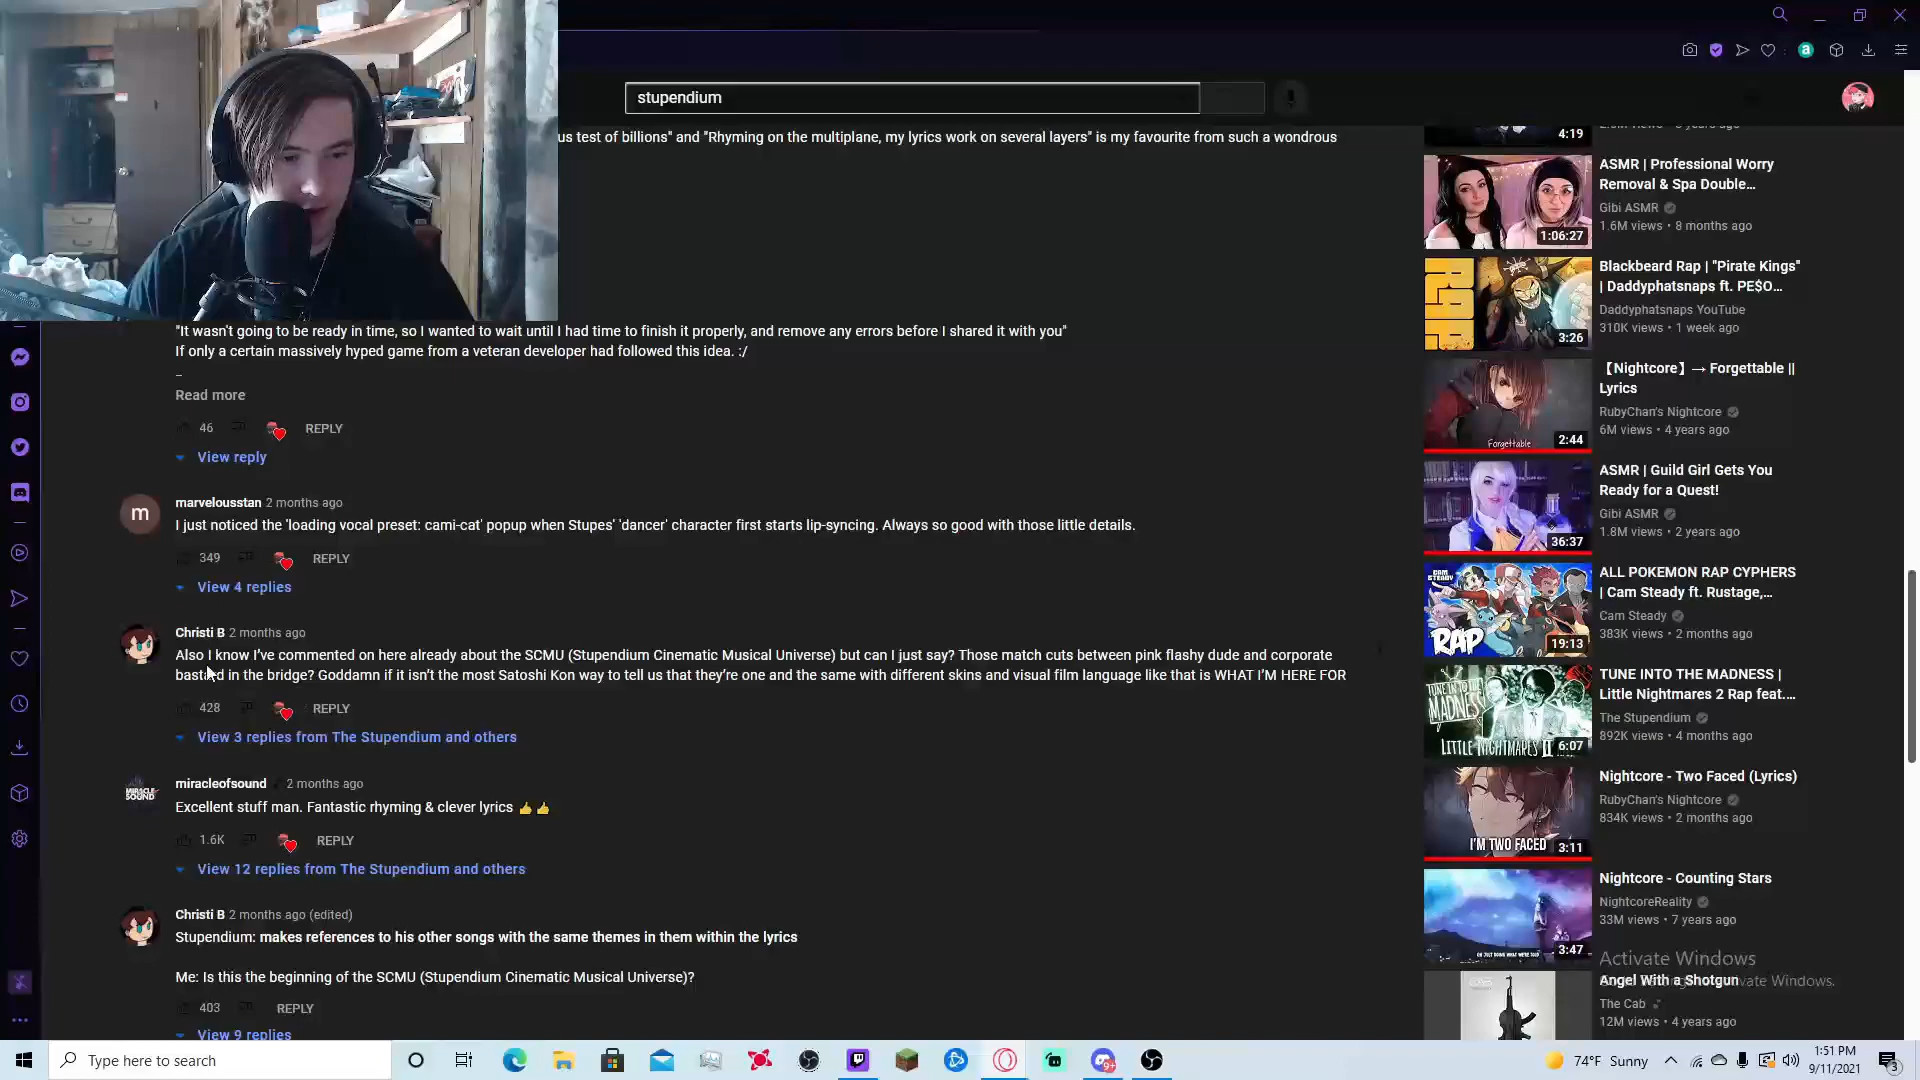 stupendium
us test of billions" and "Rhyming on the multiplane, my lyrics work on several layers" is my favourite from such a wondrous
"It wasn't going to be ready in time, so I wanted to wait until I had time to finish it properly, and remove any errors before I shared it with you"
If only a certain massively hyped game from a veteran developer had followed this idea. :/
_
Read more
46 REPLY
View reply
m
marvelousstan 2 months ago
I just noticed the 'loading vocal preset: cami-cat' popup when Stupes' 'dancer' character first starts lip-syncing. Always so good with those little details.
349 REPLY
View 4 replies
Christi B 2 months ago
Also I know I've commented on here already about the SCMU (Stupendium Cinematic Musical Universe) but can I just say? Those match cuts between pink flashy dude and corporate
bastard in the bridge? Goddamn if it isn't the most Satoshi Kon way to tell us that they're one and the same with different skins and visual film language like that is WHAT I'M HERE FOR
428 REPLY
View 3 replies from The Stupendium and others
MIRACLE OF SOUND
miracleofsound 2 months ago
Excellent stuff man. Fantastic rhyming & clever lyrics 👍👍
1.6K REPLY
View 12 replies from The Stupendium and others
Christi B 2 months ago (edited)
Stupendium: makes references to his other songs with the same themes in them within the lyrics
Me: Is this the beginning of the SCMU (Stupendium Cinematic Musical Universe)?
403 REPLY
View 9 replies
4:19
ASMR | Professional Worry
Removal & Spa Double...
Gibi ASMR
1.6M views • 8 months ago
1:06:27
Blackbeard Rap | "Pirate Kings"
| Daddyphatsnaps ft. PE$O...
Daddyphatsnaps YouTube
310K views • 1 week ago
3:26
【Nightcore】→ Forgettable ||
Lyrics
RubyChan's Nightcore
6M views • 4 years ago
Forgettable
2:44
ASMR | Guild Girl Gets You
Ready for a Quest!
Gibi ASMR
1.8M views • 2 years ago
36:37
ALL POKEMON RAP CYPHERS
| Cam Steady ft. Rustage,...
Cam Steady
383K views • 2 months ago
CAM STEADY
RAP
19:13
TUNE INTO THE MADNESS |
Little Nightmares 2 Rap feat....
The Stupendium
892K views • 4 months ago
TUNE INTO THE MADNESS
LITTLE NIGHTMARES II
6:07
Nightcore - Two Faced (Lyrics)
RubyChan's Nightcore
834K views • 2 months ago
I'M TWO FACED
3:11
Nightcore - Counting Stars
NightcoreReality
33M views • 7 years ago
3:47
Activate Windows
Angel With a Shotgun
The Cab
12M views • 4 years ago
Type here to search
74°F Sunny
1:51 PM
9/11/2021
3